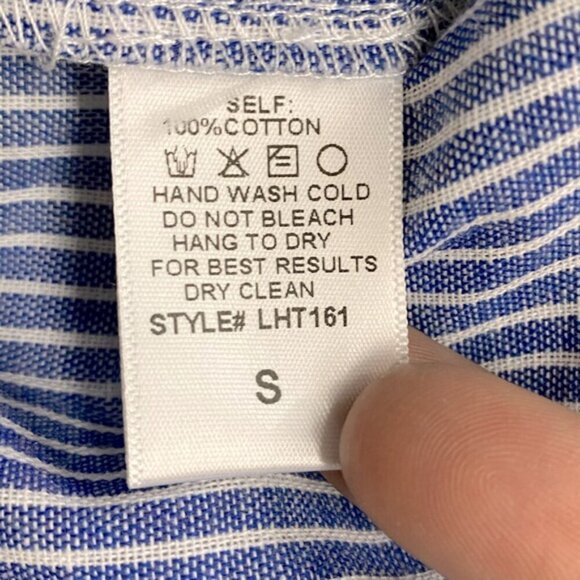 SELF:
100%COTTON
HAND WASH COLD
DO NOT BLEACH
HANG TO DRY
FOR BEST RESULTS
DRY CLEAN
STYLE# LHT161
S